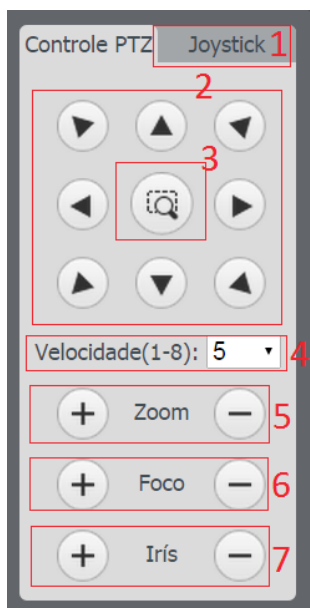 Controle PTZ Joystick 1
2
3
Velocidade(1-8): 5 4
+ Zoom − 5
+ Foco − 6
+ Irís − 7